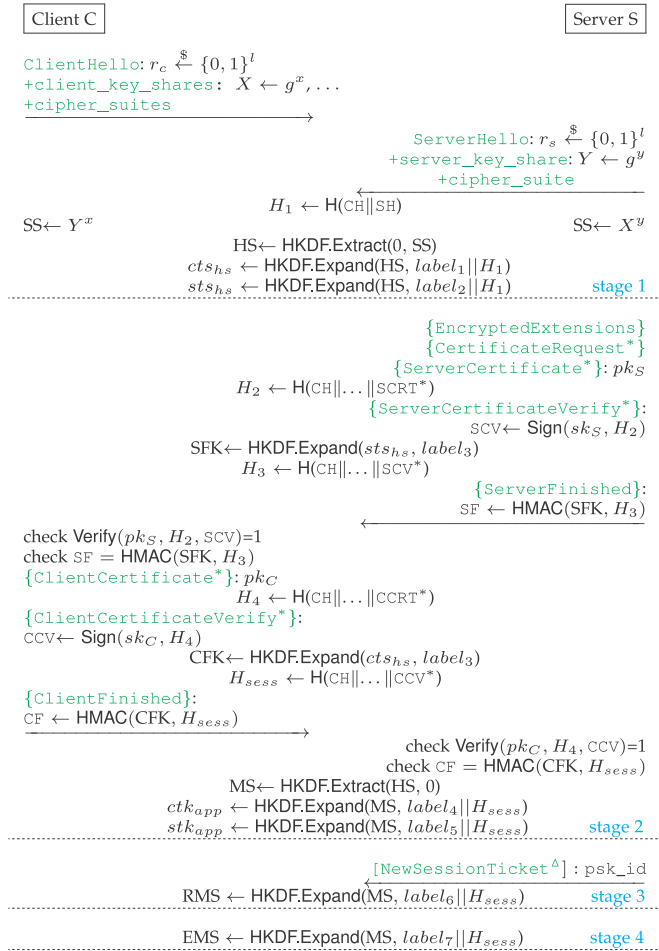 Client C
Server S
ClientHello: r_c ←$ {0, 1}^l
+client_key_shares: X ← g^x, ...
+cipher_suites
ServerHello: r_s ←$ {0, 1}^l
+server_key_share: Y ← g^y
+cipher_suite
H_1 ← H(CH‖SH)
SS← Y^x
SS← X^y
HS← HKDF.Extract(0, SS)
cts_hs ← HKDF.Expand(HS, label_1||H_1)
sts_hs ← HKDF.Expand(HS, label_2||H_1)
stage 1
{EncryptedExtensions}
{CertificateRequest*}
{ServerCertificate*}: pk_S
H_2 ← H(CH‖...‖SCRT*)
{ServerCertificateVerify*}:
SCV← Sign(sk_S, H_2)
SFK← HKDF.Expand(sts_hs, label_3)
H_3 ← H(CH‖...‖SCV*)
{ServerFinished}:
SF ← HMAC(SFK, H_3)
check Verify(pk_S, H_2, SCV)=1
check SF = HMAC(SFK, H_3)
{ClientCertificate*}: pk_C
H_4 ← H(CH‖...‖CCRT*)
{ClientCertificateVerify*}:
CCV← Sign(sk_C, H_4)
CFK← HKDF.Expand(cts_hs, label_3)
H_sess ← H(CH‖...‖CCV*)
{ClientFinished}:
CF ← HMAC(CFK, H_sess)
check Verify(pk_C, H_4, CCV)=1
check CF = HMAC(CFK, H_sess)
MS← HKDF.Extract(HS, 0)
ctk_app ← HKDF.Expand(MS, label_4||H_sess)
stk_app ← HKDF.Expand(MS, label_5||H_sess)
stage 2
[NewSessionTicket^Δ] : psk_id
RMS ← HKDF.Expand(MS, label_6||H_sess)
stage 3
EMS ← HKDF.Expand(MS, label_7||H_sess)
stage 4